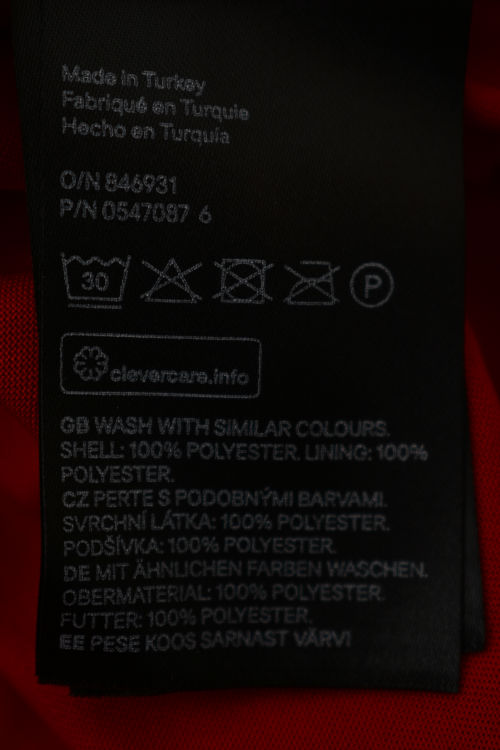 Made in Turkey
Fabriqué en Turquie
Hecho en Turquía
O/N 846931
P/N 0547087 6
30
P
clevercare.info
GB WASH WITH SIMILAR COLOURS.
SHELL: 100% POLYESTER. LINING: 100%
POLYESTER.
CZ PERTE S PODOBNÝMI BARVAMI.
SVRCHNÍ LÁTKA: 100% POLYESTER.
PODŠÍVKA: 100% POLYESTER.
DE MIT ÄHNLICHEN FARBEN WASCHEN.
OBERMATERIAL: 100% POLYESTER.
FUTTER: 100% POLYESTER.
EE PESE KOOS SARNAST VÄRVI